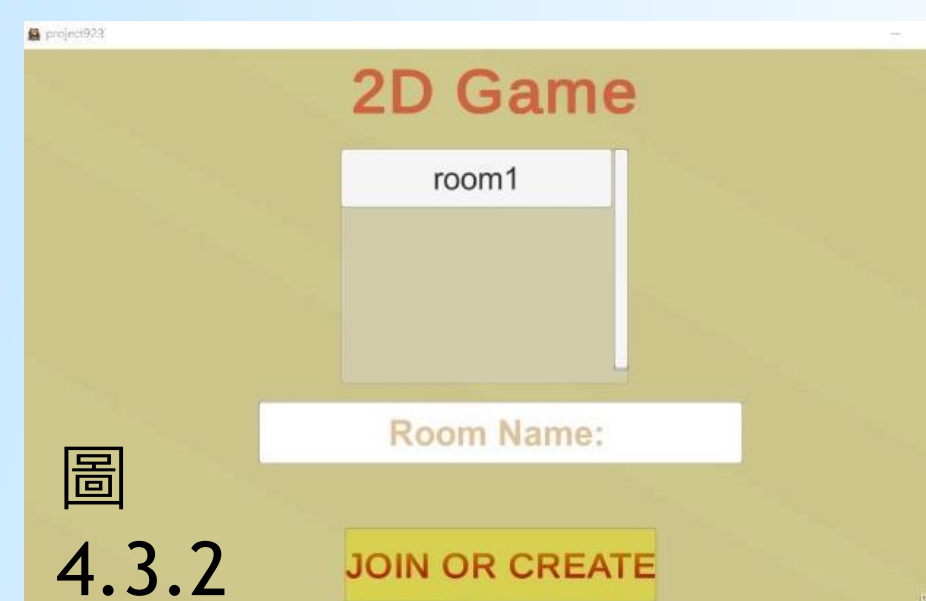 project923
2D Game
room1
Room Name:
圖
4.3.2
JOIN OR CREATE